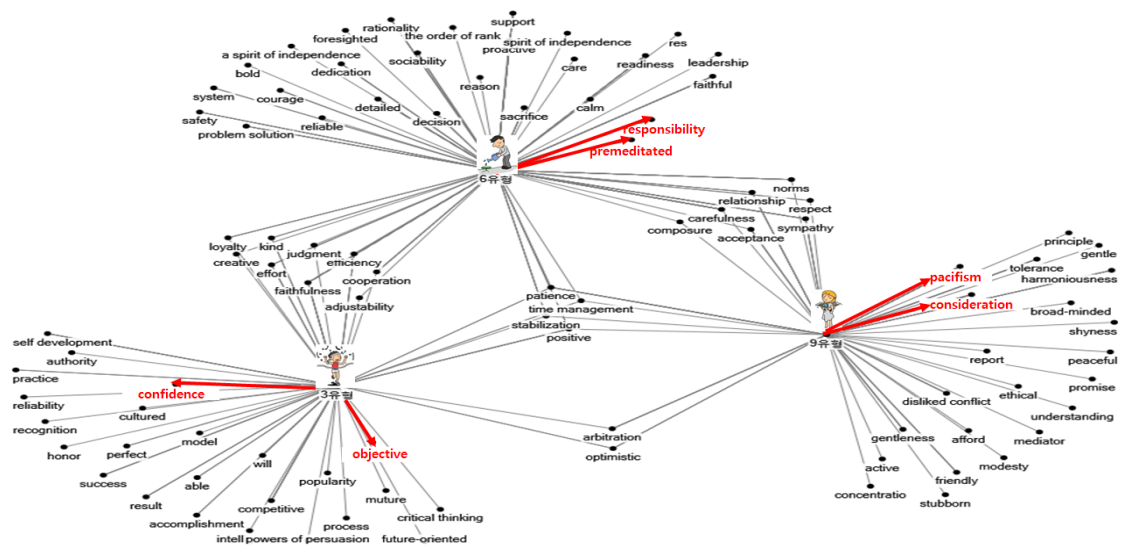 support
rationality
the order of rank
spirit of independence
proactive
foresighted
res
a spirit of independence
sociability
care
readiness
leadership
bold
dedication
reason
faithful
system
courage
detailed
decision
sacrifice
calm
safety
problem solution
reliable
responsibility
premeditated
6유형
norms
relationship
respect
carefulness
sympathy
composure
acceptance
loyalty
kind
judgment
creative
efficiency
effort
cooperation
faithfulness
adjustability
patience
time management
stabilization
positive
principle
gentle
pacifism
tolerance
harmoniousness
consideration
broad-minded
shyness
9유형
report
peaceful
promise
disliked conflict
ethical
understanding
gentleness
afford
mediator
active
modesty
friendly
concentratio
stubborn
self development
authority
practice
confidence
3유형
reliability
cultured
recognition
objective
honor
perfect
model
will
success
able
popularity
result
muture
accomplishment
competitive
process
critical thinking
intell powers of persuasion
future-oriented
arbitration
optimistic